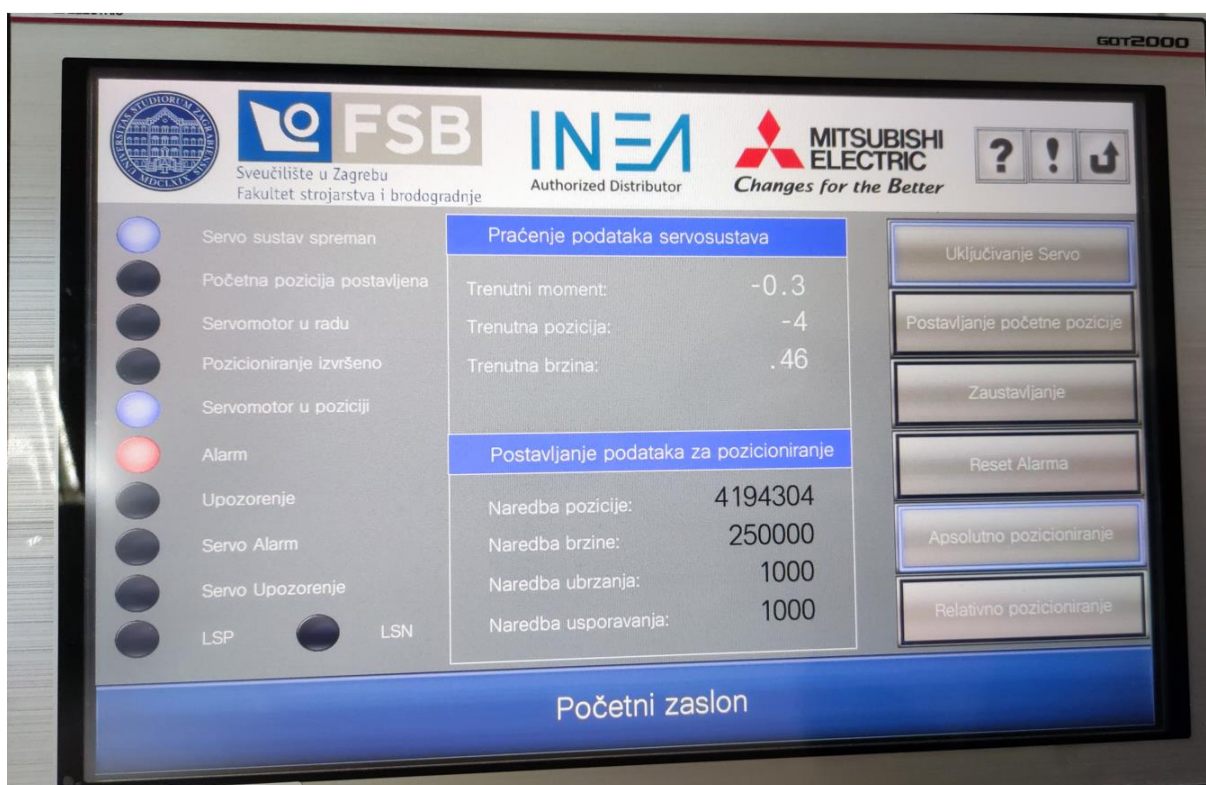 GOT2000
FSB
Sveučilište u Zagrebu
Fakultet strojarstva i brodogradnje
INEA
Authorized Distributor
MITSUBISHI
ELECTRIC
Changes for the Better
? !
Servo sustav spreman
Početna pozicija postavljena
Servomotor u radu
Pozicioniranje izvršeno
Servomotor u poziciji
Alarm
Upozorenje
Servo Alarm
Servo Upozorenje
LSP LSN
Praćenje podataka servosustava
Trenutni moment: -0.3
Trenutna pozicija: -4
Trenutna brzina: .46
Postavljanje podataka za pozicioniranje
Naredba pozicije: 4194304
Naredba brzine: 250000
Naredba ubrzanja: 1000
Naredba usporavanja: 1000
Uključivanje Servo
Postavljanje početne pozicije
Zaustavljanje
Reset Alarma
Apsolutno pozicioniranje
Relativno pozicioniranje
Početni zaslon